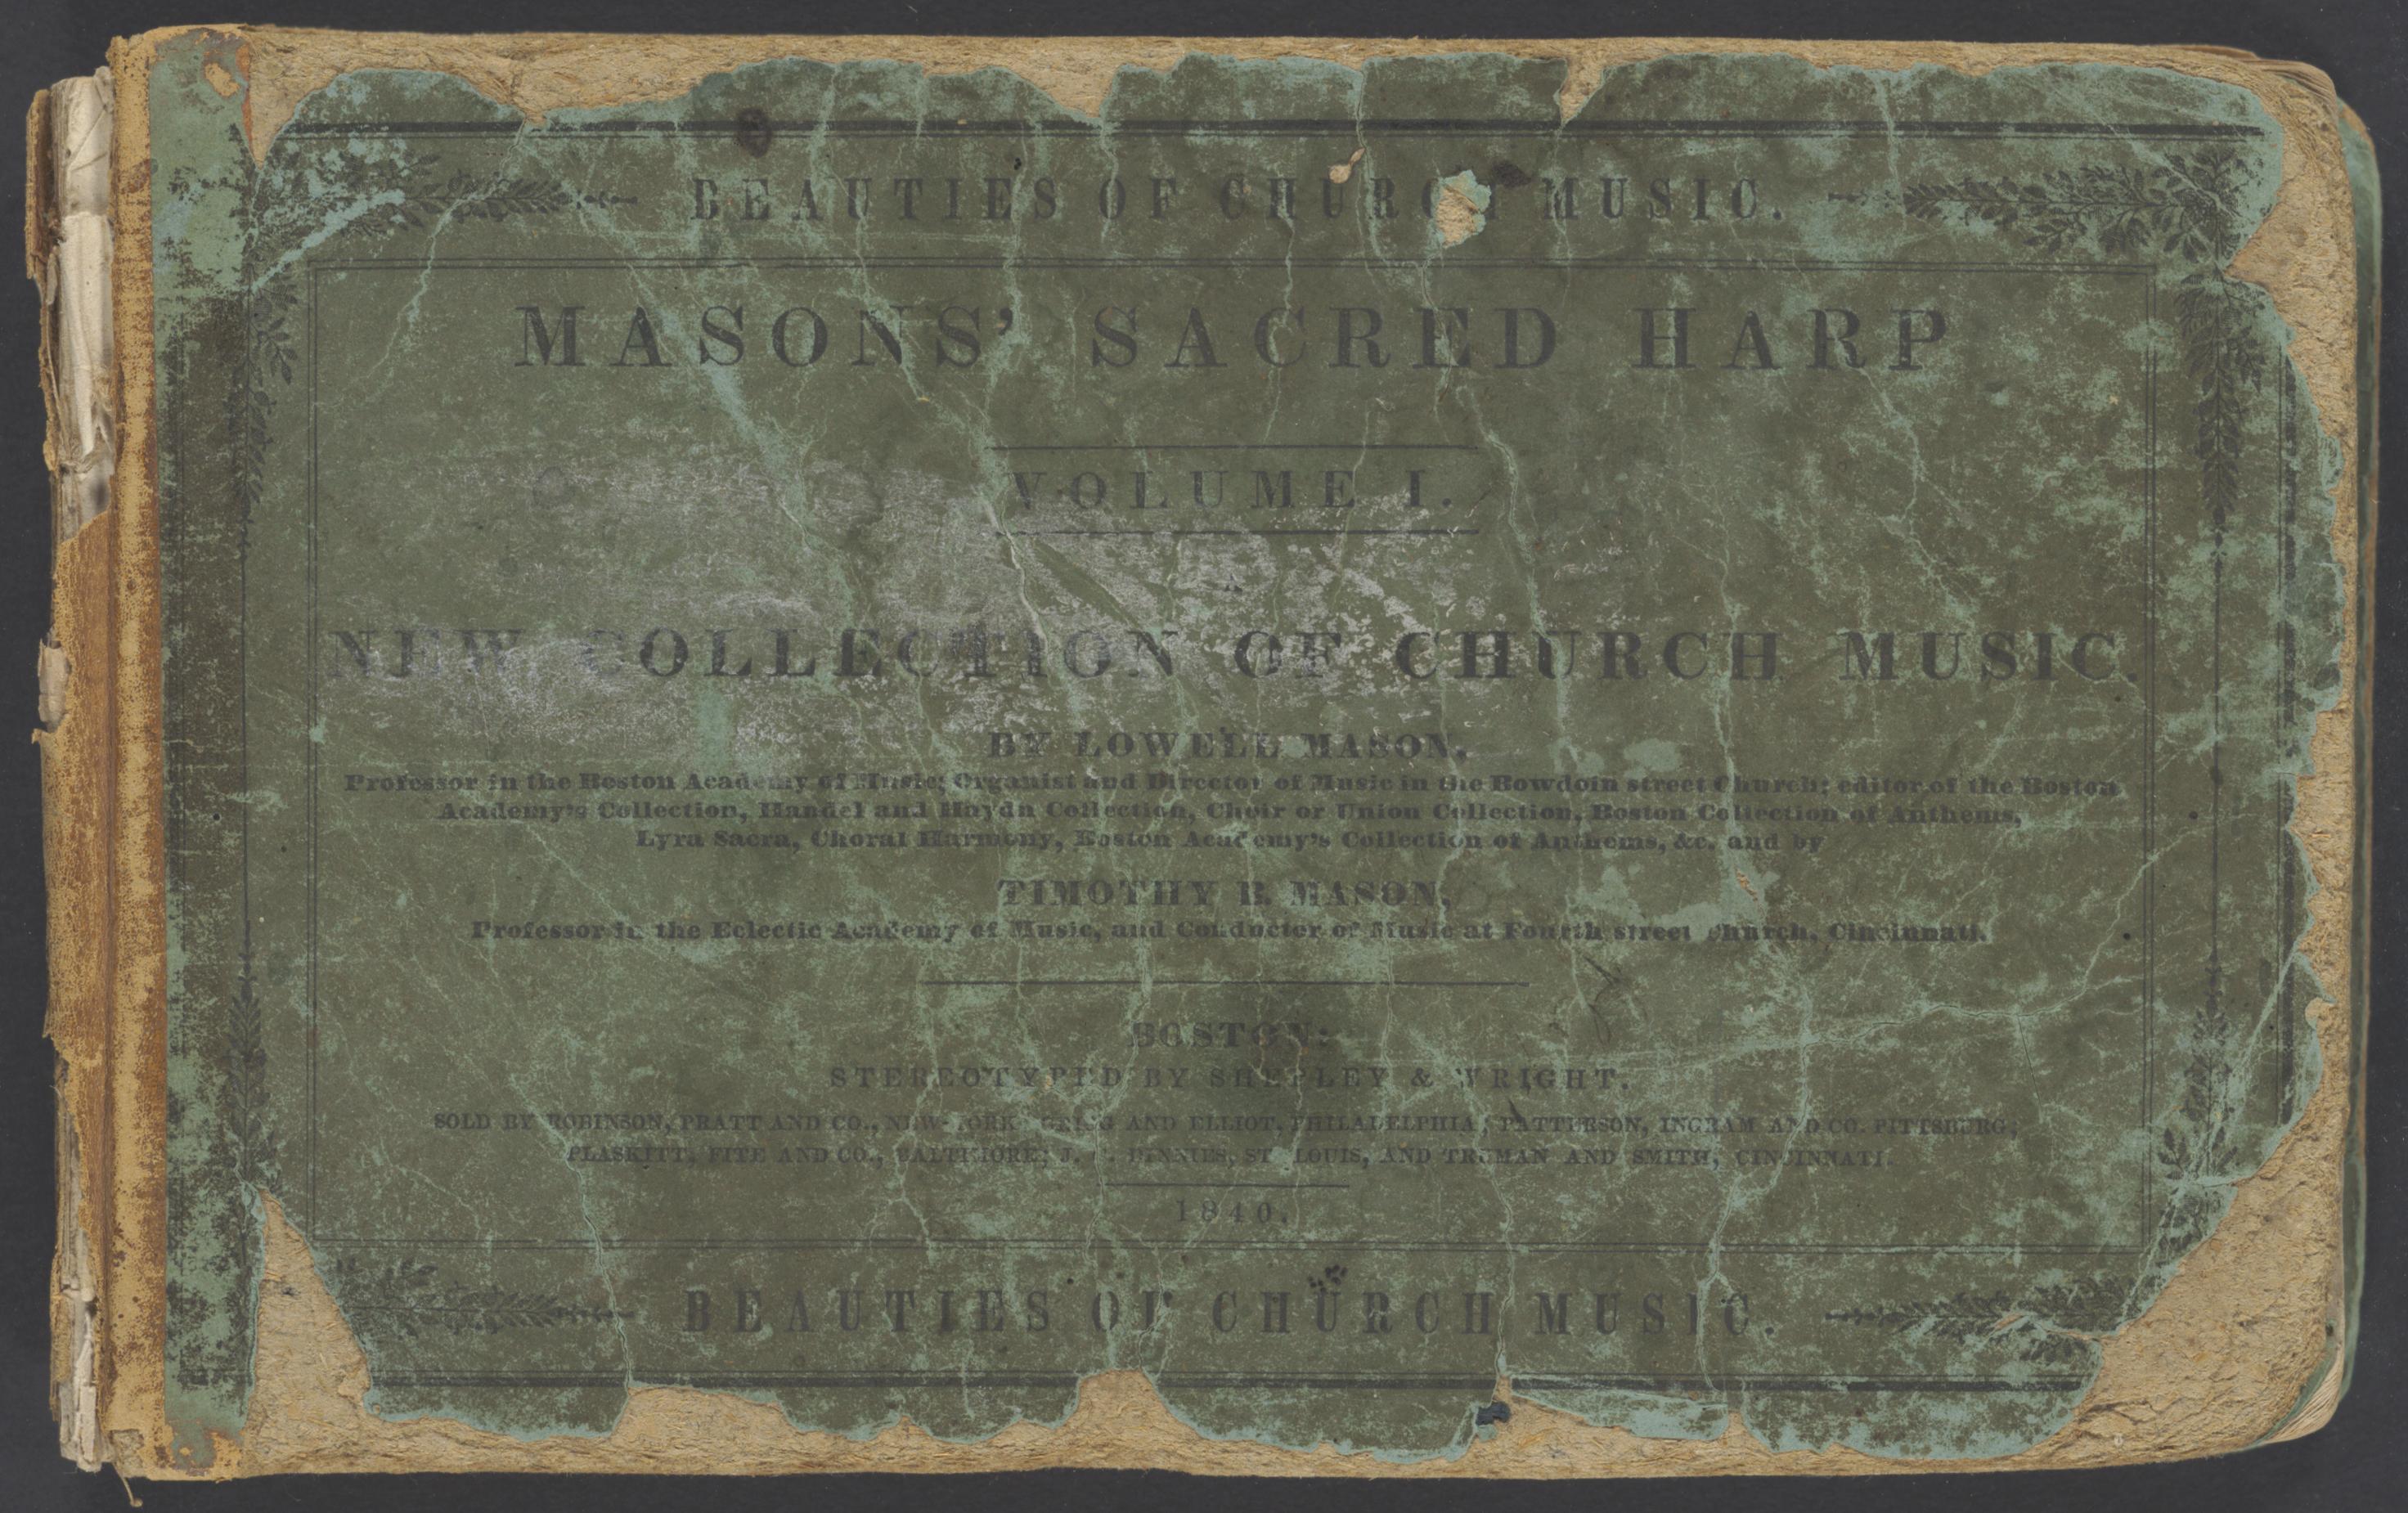 BEAUTIES OF CHURCH MUSIC.
MASONS' SACRED HARP
VOLUME I.
NEW COLLECTION OF CHURCH MUSIC.
BY LOWELL MASON,
Professor in the Boston Academy of Music; Organist and Director of Music in the Bowdoin street Church; editor of the Boston
Academy's Collection, Handel and Haydn Collection, Choir or Union Collection, Boston Collection of Anthems,
Lyra Sacra, Choral Harmony, Boston Academy's Collection of Anthems, &c. and by
TIMOTHY B. MASON,
Professor in the Eclectic Academy of Music, and Conducter of Music at Fourth street church, Cincinnati.
BOSTON:
STEREOTYPED BY SHEPLEY & WRIGHT.
SOLD BY ROBINSON, PRATT AND CO., NEW-YORK; GRIGG AND ELLIOT, PHILADELPHIA; PATTERSON, INGRAM AND CO. PITTSBURG;
PLASKITT, FITE AND CO., BALTIMORE; J. PINNIES, ST LOUIS, AND TRUMAN AND SMITH, CINCINNATI.
1840.
BEAUTIES OF CHURCH MUSIC.